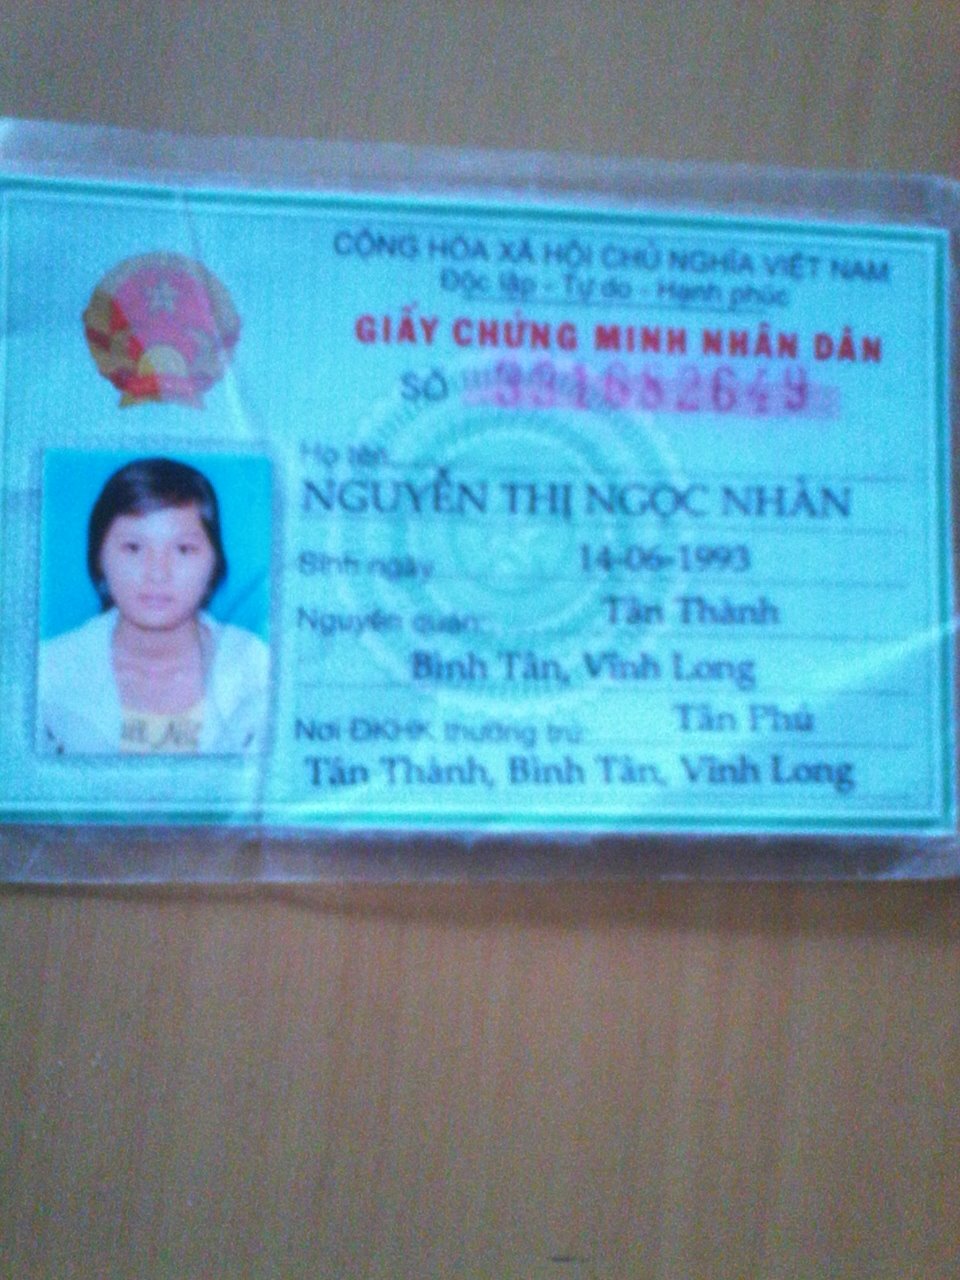 CỘNG HÒA XÃ HỘI CHỦ NGHĨA VIỆT NAM
Độc lập - Tự do - Hạnh phúc
GIẤY CHỨNG MINH NHÂN DÂN
SỐ
Họ tên
NGUYỄN THỊ NGỌC NHÀN
Sinh ngày 14-06-1993
Nguyên quán: Tân Thành
Bình Tân, Vĩnh Long
Nơi ĐKHK thường trú: Tân Phú
Tân Thành, Bình Tân, Vĩnh Long